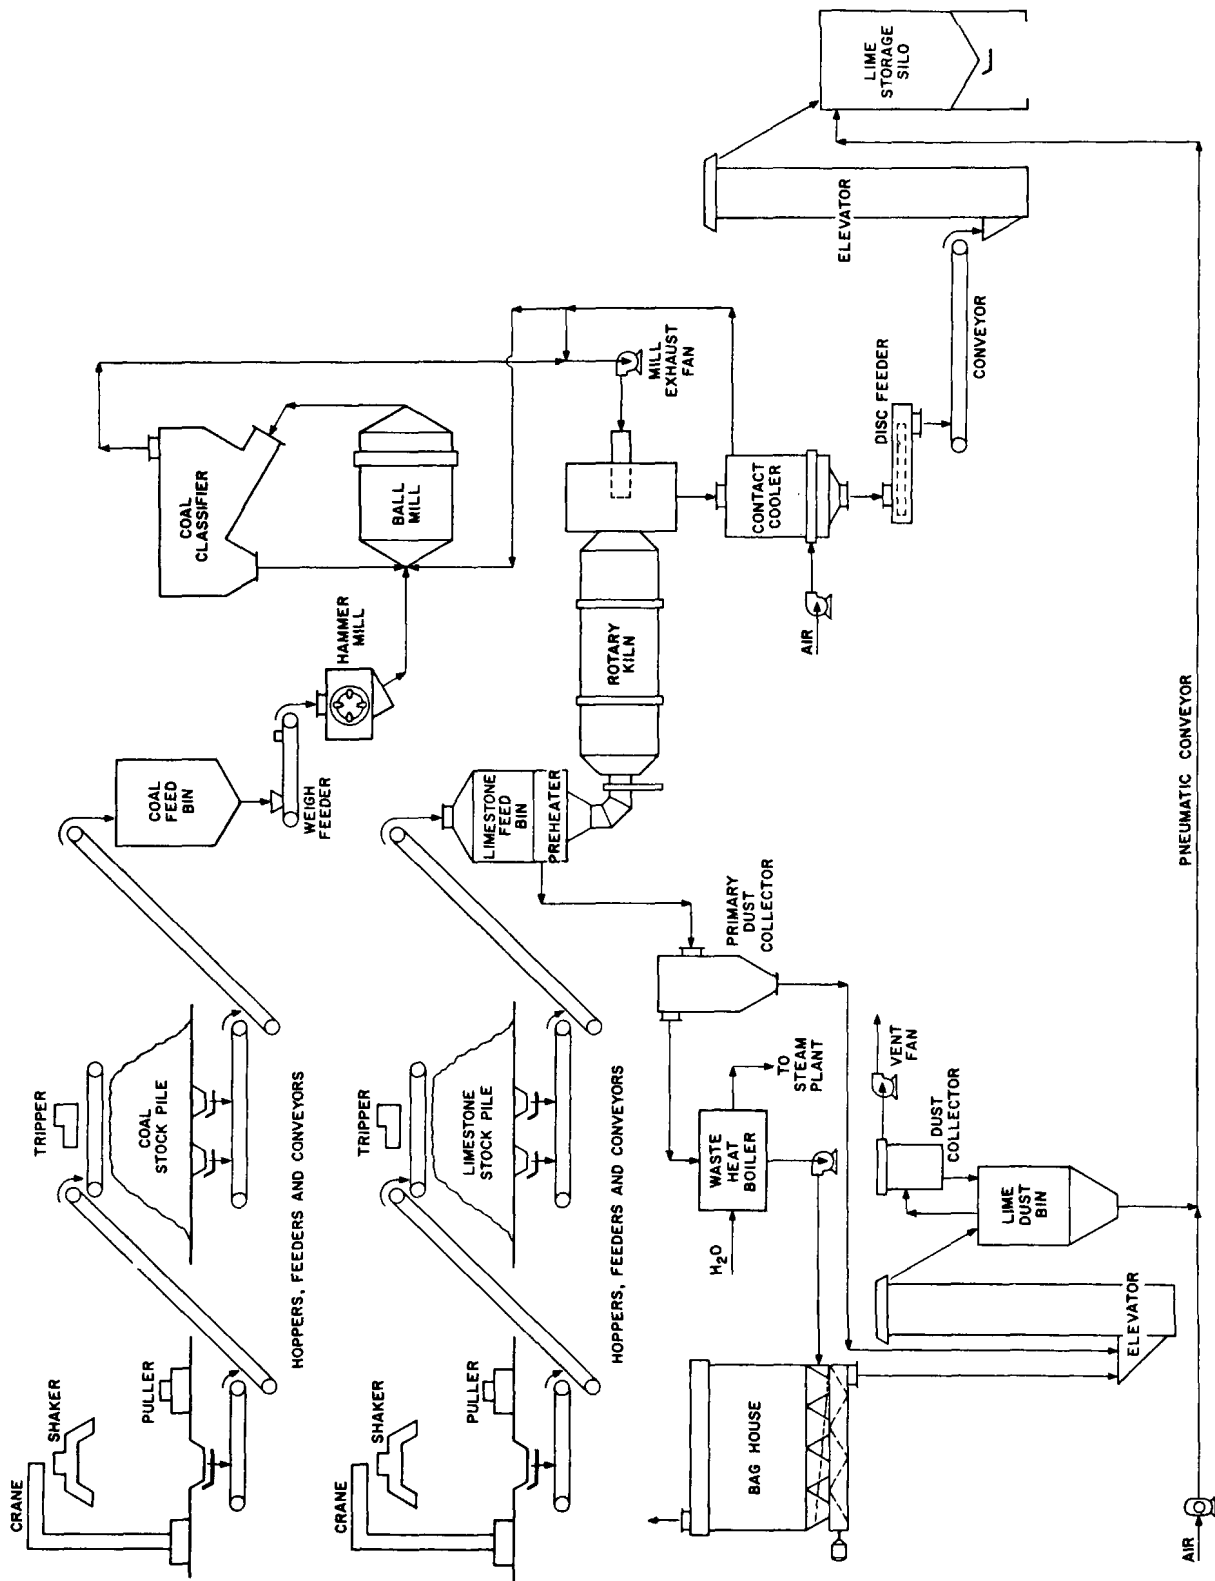 CRANE
SHAKER
PULLER
TRIPPER
COAL
STOCK PILE
HOPPERS, FEEDERS AND CONVEYORS
COAL
FEED
BIN
WEIGH
FEEDER
HAMMER
MILL
COAL
CLASSIFIER
BALL
MILL
CRANE
SHAKER
PULLER
TRIPPER
LIMESTONE
STOCK PILE
HOPPERS, FEEDERS AND CONVEYORS
LIMESTONE
FEED
BIN
PREHEATER
ROTARY
KILN
MILL
EXHAUST
FAN
BAG HOUSE
H2O
WASTE
HEAT
BOILER
TO
STEAM
PLANT
PRIMARY
DUST
COLLECTOR
AIR
CONTACT
COOLER
DISC FEEDER
CONVEYOR
ELEVATOR
LIME
STORAGE
SILO
ELEVATOR
LIME
DUST
BIN
DUST
COLLECTOR
VENT
FAN
AIR
PNEUMATIC CONVEYOR